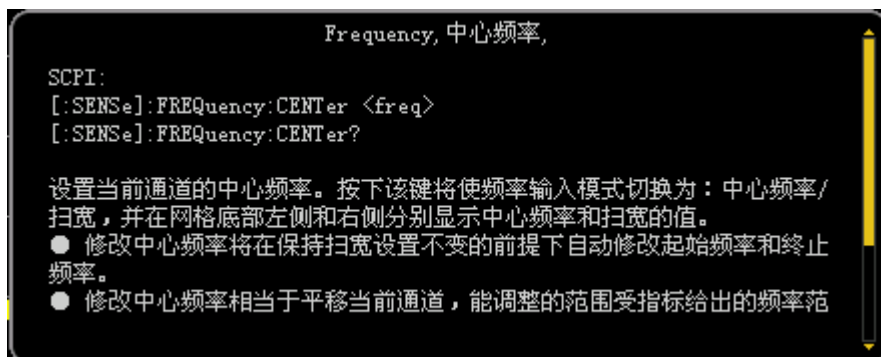 Frequency, 中心频率,
SCPI:
[:SENSe]:FREQuency:CENTer <freq>
[:SENSe]:FREQuency:CENTer?
设置当前通道的中心频率。按下该键将使频率输入模式切换为：中心频率/
扫宽，并在网格底部左侧和右侧分别显示中心频率和扫宽的值。
● 修改中心频率将在保持扫宽设置不变的前提下自动修改起始频率和终止
频率。
● 修改中心频率相当于平移当前通道，能调整的范围受指标给出的频率范